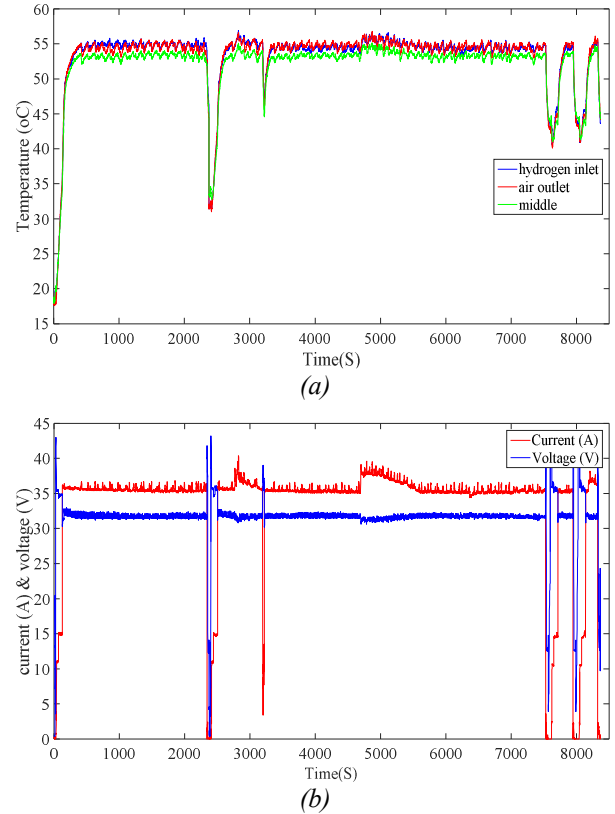 60
55
50
45
40
35
30
25
20
15
Temperature (oC)
hydrogen inlet
air outlet
middle
0 1000 2000 3000 4000 5000 6000 7000 8000
Time(S)
(a)
45
40
35
30
25
20
15
10
5
0
current (A) & voltage (V)
Current (A)
Voltage (V)
0 1000 2000 3000 4000 5000 6000 7000 8000
Time(S)
(b)